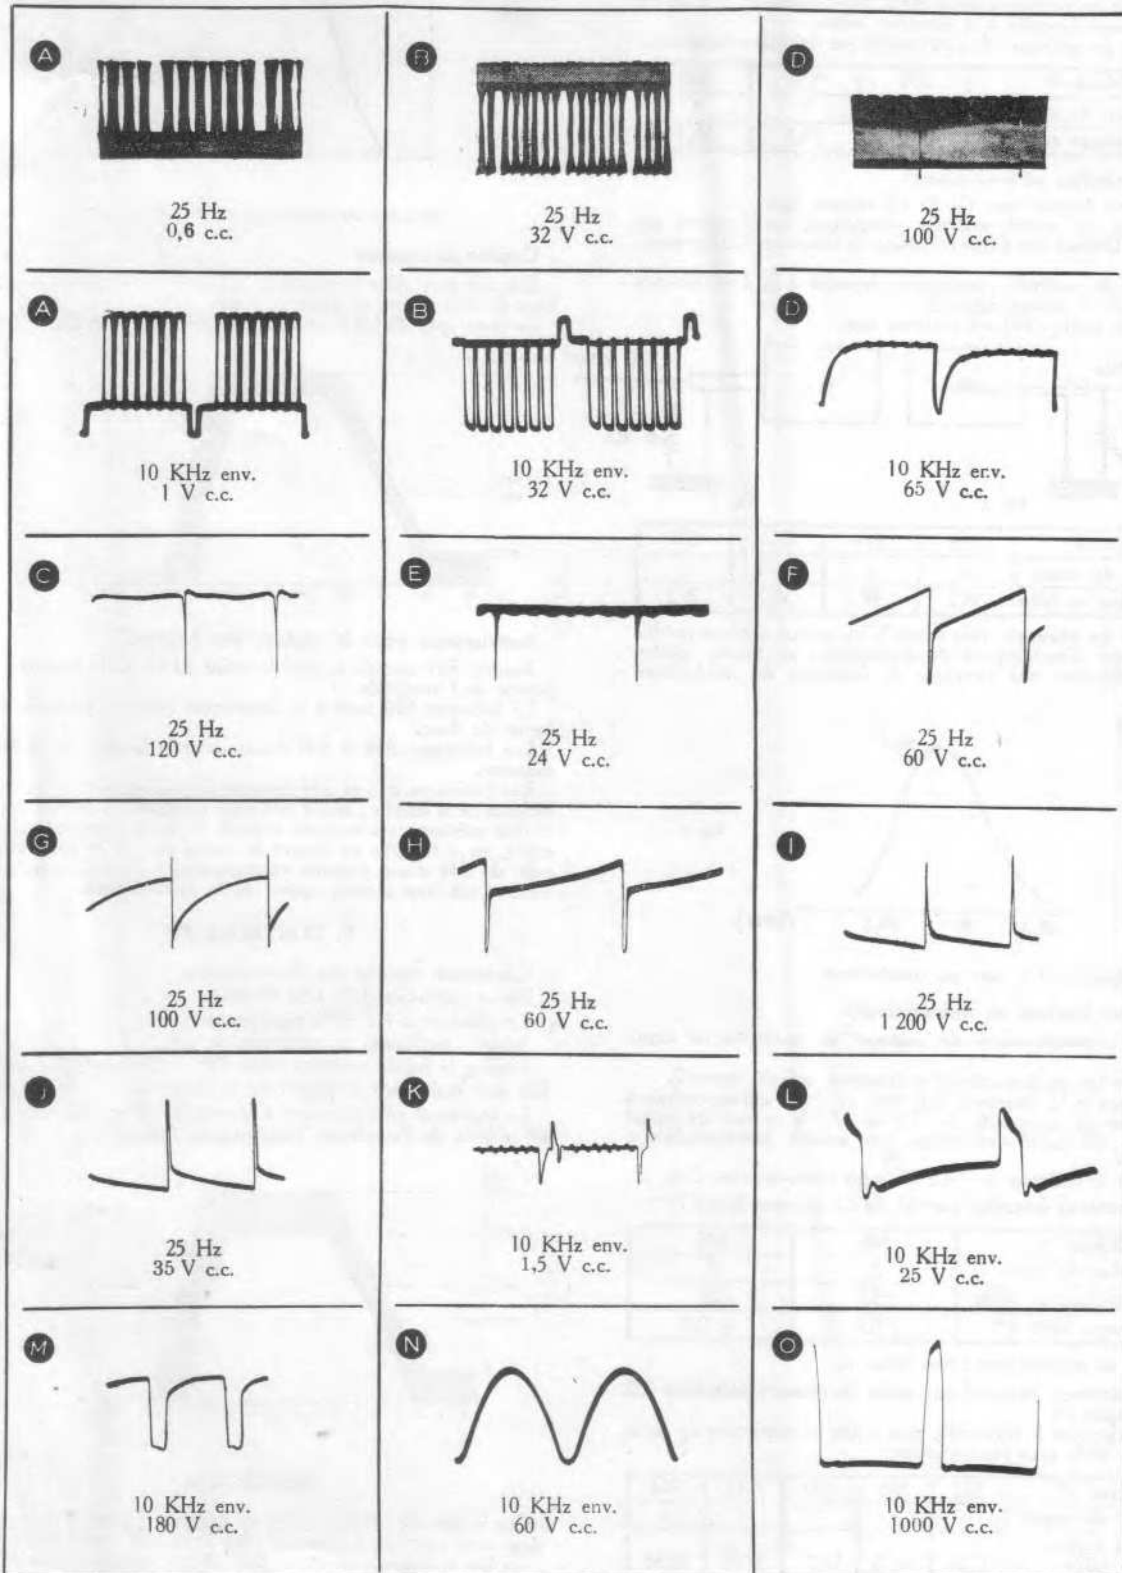 A
25 Hz
0,6 c.c.
B
25 Hz
32 V c.c.
D
25 Hz
100 V c.c.
A
10 KHz env.
1 V c.c.
B
10 KHz env.
32 V c.c.
D
10 KHz er.v.
65 V c.c.
C
25 Hz
120 V c.c.
E
25 Hz
24 V c.c.
F
25 Hz
60 V c.c.
G
25 Hz
100 V c.c.
H
25 Hz
60 V c.c.
I
25 Hz
1 200 V c.c.
J
25 Hz
35 V c.c.
K
10 KHz env.
1,5 V c.c.
L
10 KHz env.
25 V c.c.
M
10 KHz env.
180 V c.c.
N
10 KHz env.
60 V c.c.
O
10 KHz env.
1000 V c.c.